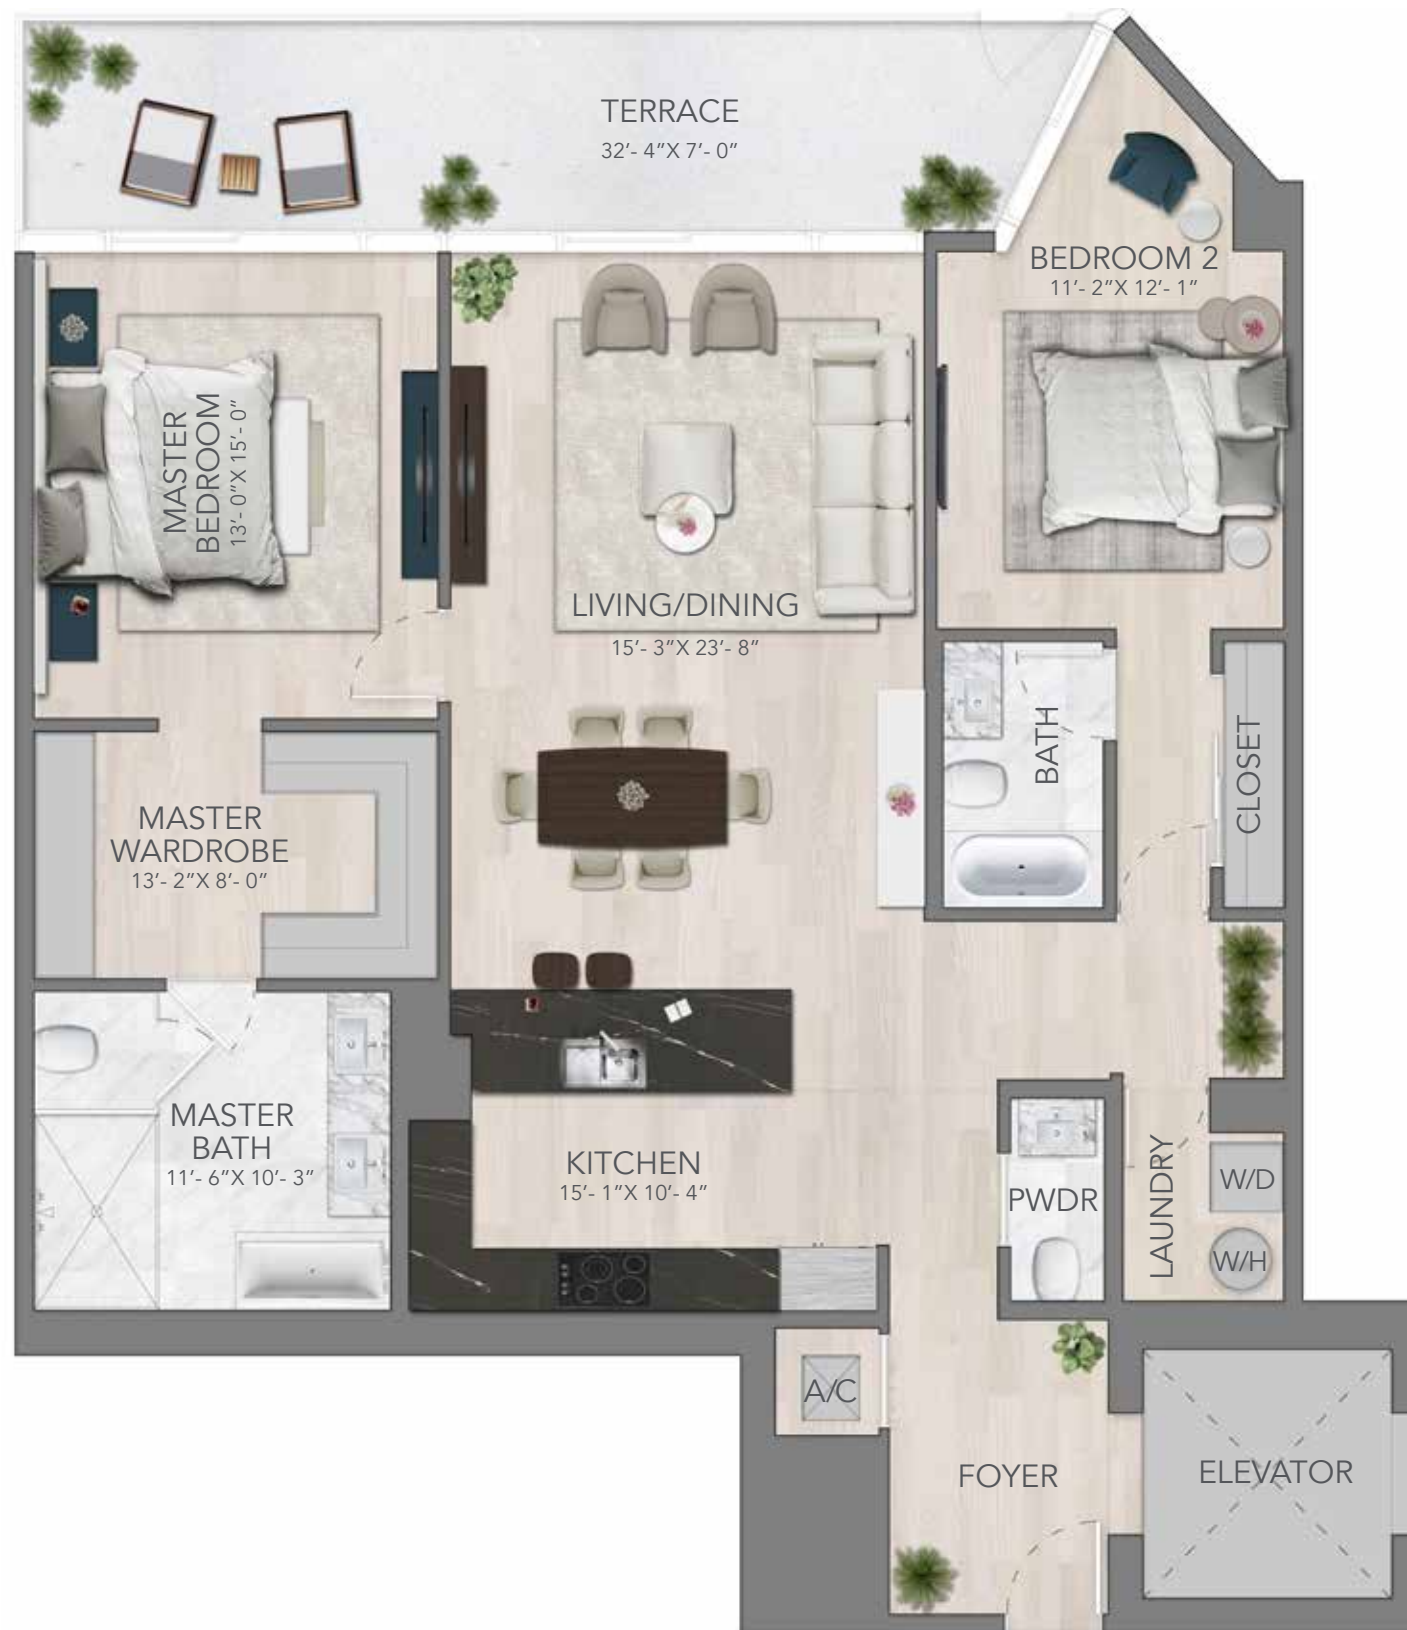 TERRACE
32'- 4"X 7'- 0"
BEDROOM 2
11'- 2"X 12'- 1"
MASTER
BEDROOM
13'- 0"X 15'- 0"
LIVING/DINING
15'- 3"X 23'- 8"
BATH
CLOSET
MASTER
WARDROBE
13'- 2"X 8'- 0"
MASTER
BATH
11'- 6"X 10'- 3"
KITCHEN
15'- 1"X 10'- 4"
PWDR
LAUNDRY
W/D
W/H
A/C
FOYER
ELEVATOR